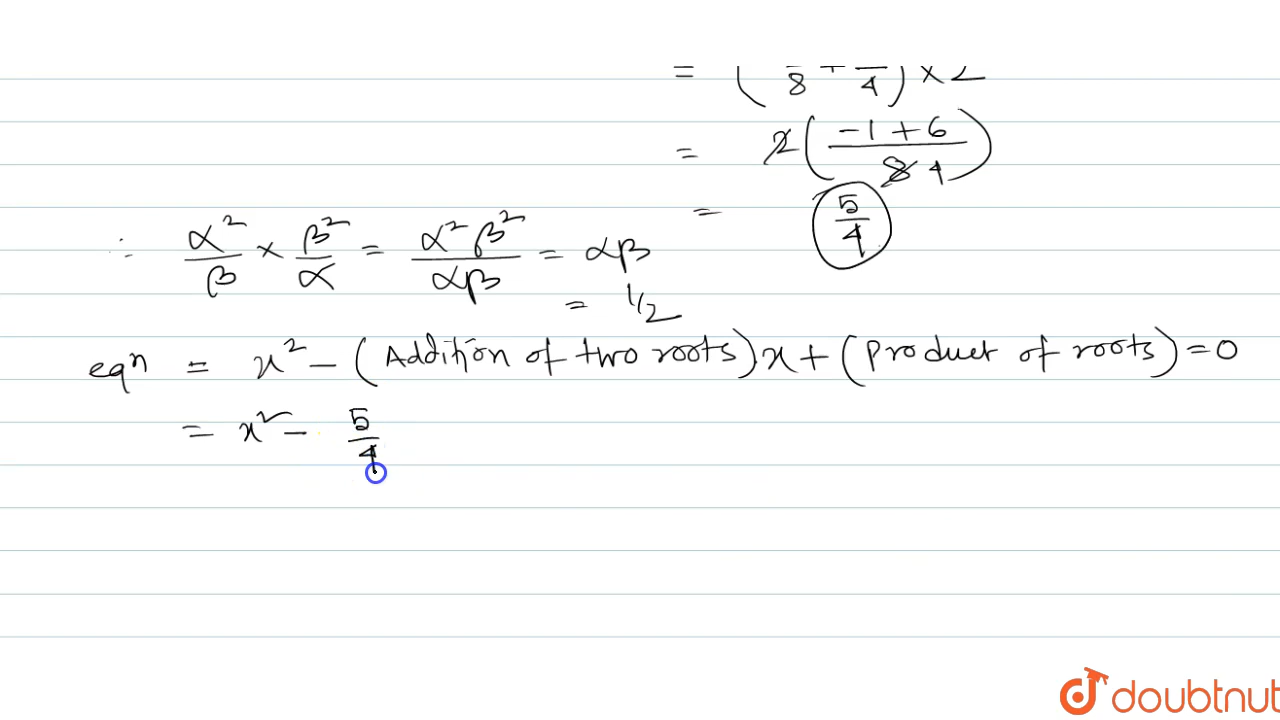 = ( 8 + 4 ) × 2
= 2 ( (-1 + 6) / 8 4 )
= 5/4
∴ α²/β × β²/α = α²β²/αβ = αβ
= 1/2
eqn = x² - (Addition of two roots)x + (Product of roots) = 0
= x² - 5/4
doubtnut